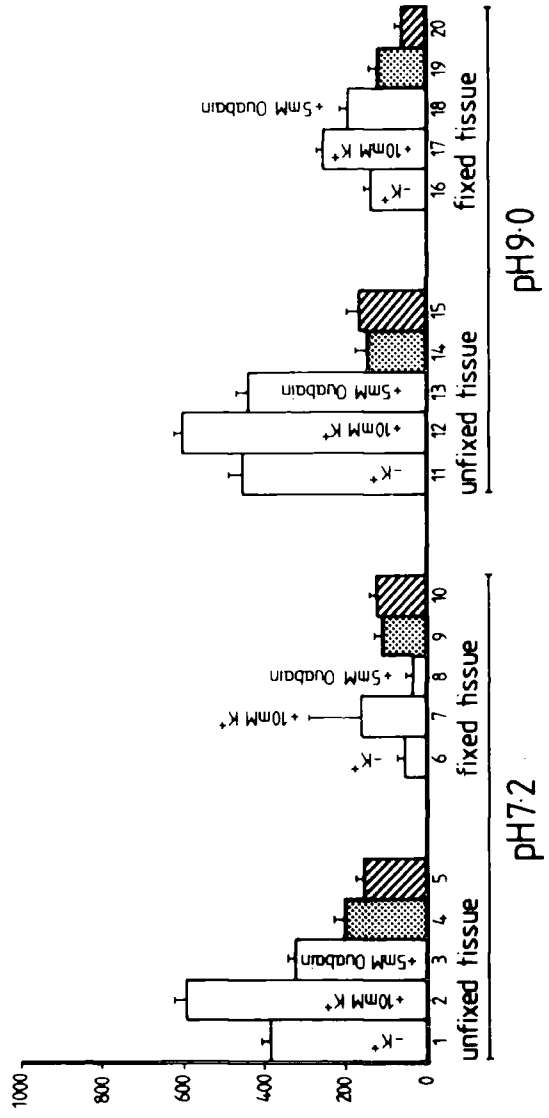 1000
800
600
400
200
0
-K⁺
+10mM K⁺
+5mM Ouabain
-K⁺
+10mM K⁺
+5mM Ouabain
-K⁺
+10mM K⁺
+5mM Ouabain
-K⁺
+10mM K⁺
+5mM Ouabain
1 2 3 4 5 6 7 8 9 10 11 12 13 14 15 16 17 18 19 20
unfixed tissue fixed tissue unfixed tissue fixed tissue
pH7·2 pH9·0